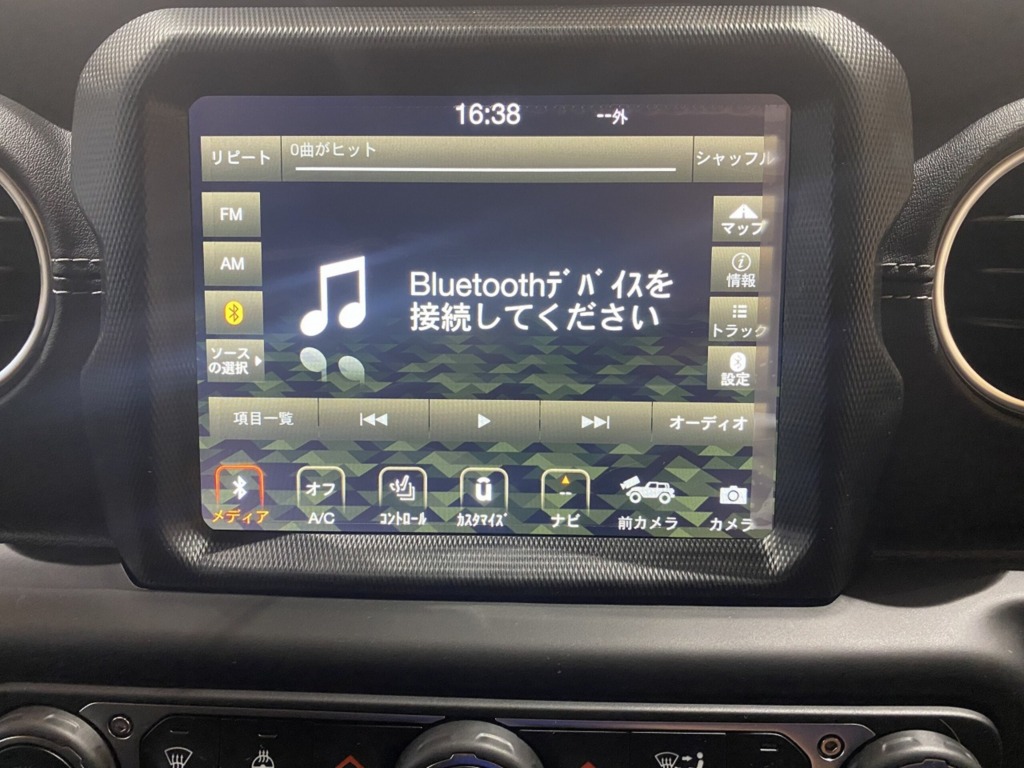 16:38
--外
リピート
0曲がヒット
シャッフル
FM
AM
ソース
の選択
Bluetoothﾃﾞﾊﾞｲｽを
接続してください
マップ
情報
トラック
設定
項目一覧
オーディオ
オフ
--
メディア
A/C
ｺﾝﾄﾛｰﾙ
ｶｽﾀﾏｲｽﾞ
ナビ
前カメラ
カメラ